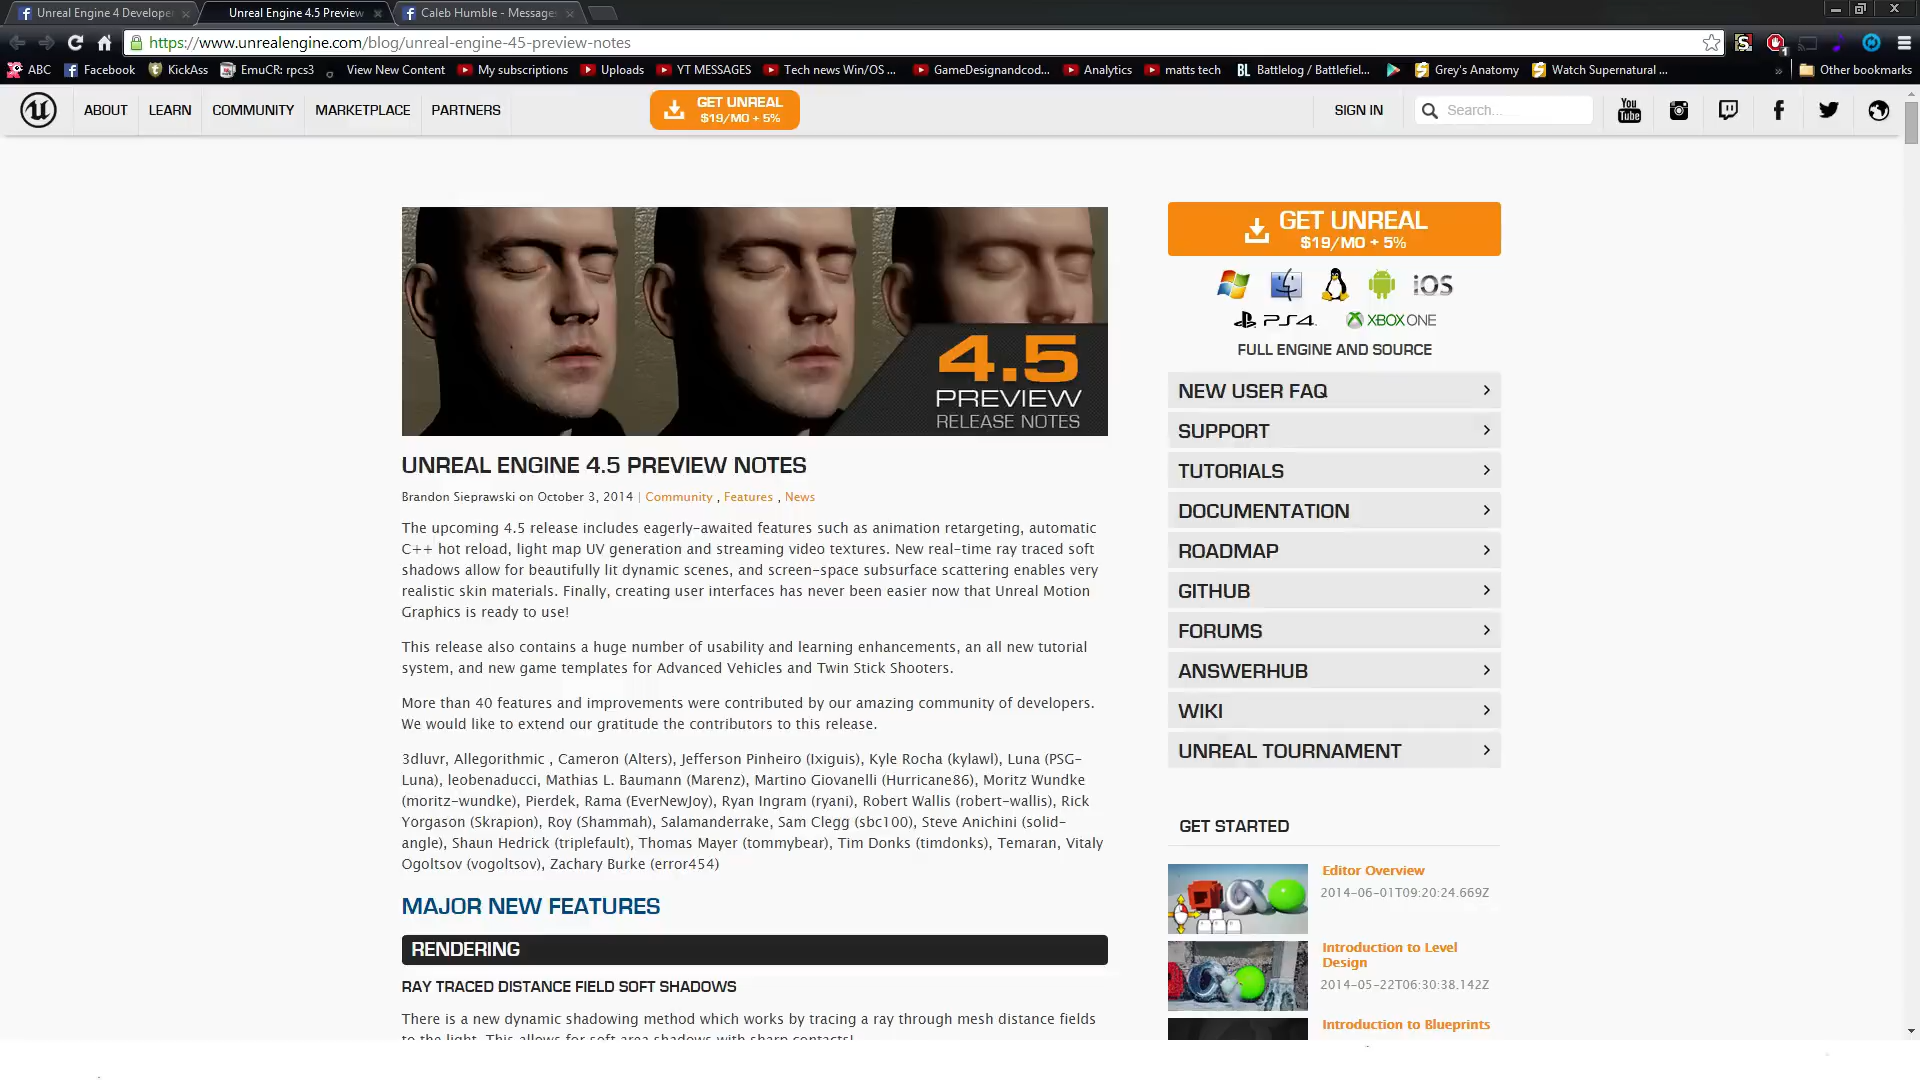 Unreal Engine 4 Develope
Unreal Engine 4.5 Preview
Caleb Humble - Message
https://www.unrealengine.com/blog/unreal-engine-45-preview-notes
ABC
Facebook
KickAss
EmuCR: rpcs3
View New Content
My subscriptions
Uploads
YT MESSAGES
Tech news Win/OS ...
GameDesignandcod...
Analytics
matts tech
BL Battlelog / Battlefiel...
Grey's Anatomy
Watch Supernatural ...
»
Other bookmarks
ABOUT
LEARN
COMMUNITY
MARKETPLACE
PARTNERS
GET UNREAL
$19/MO + 5%
SIGN IN
Search...
You Tube
4.5
PREVIEW
RELEASE NOTES
UNREAL ENGINE 4.5 PREVIEW NOTES
Brandon Sieprawski on October 3, 2014 | Community , Features , News
The upcoming 4.5 release includes eagerly-awaited features such as animation retargeting, automatic
C++ hot reload, light map UV generation and streaming video textures. New real-time ray traced soft
shadows allow for beautifully lit dynamic scenes, and screen-space subsurface scattering enables very
realistic skin materials. Finally, creating user interfaces has never been easier now that Unreal Motion
Graphics is ready to use!
This release also contains a huge number of usability and learning enhancements, an all new tutorial
system, and new game templates for Advanced Vehicles and Twin Stick Shooters.
More than 40 features and improvements were contributed by our amazing community of developers.
We would like to extend our gratitude the contributors to this release.
3dluvr, Allegorithmic , Cameron (Alters), Jefferson Pinheiro (Ixiguis), Kyle Rocha (kylawl), Luna (PSG-
Luna), leobenaducci, Mathias L. Baumann (Marenz), Martino Giovanelli (Hurricane86), Moritz Wundke
(moritz-wundke), Pierdek, Rama (EverNewJoy), Ryan Ingram (ryani), Robert Wallis (robert-wallis), Rick
Yorgason (Skrapion), Roy (Shammah), Salamanderrake, Sam Clegg (sbc100), Steve Anichini (solid-
angle), Shaun Hedrick (triplefault), Thomas Mayer (tommybear), Tim Donks (timdonks), Temaran, Vitaly
Ogoltsov (vogoltsov), Zachary Burke (error454)
MAJOR NEW FEATURES
RENDERING
RAY TRACED DISTANCE FIELD SOFT SHADOWS
There is a new dynamic shadowing method which works by tracing a ray through mesh distance fields
to the light. This allows for soft area shadows with sharp contacts!
GET UNREAL
$19/MO + 5%
iOS
PS4
XBOX ONE
FULL ENGINE AND SOURCE
NEW USER FAQ
SUPPORT
TUTORIALS
DOCUMENTATION
ROADMAP
GITHUB
FORUMS
ANSWERHUB
WIKI
UNREAL TOURNAMENT
GET STARTED
Editor Overview
2014-06-01T09:20:24.669Z
Introduction to Level
Design
2014-05-22T06:30:38.142Z
Introduction to Blueprints